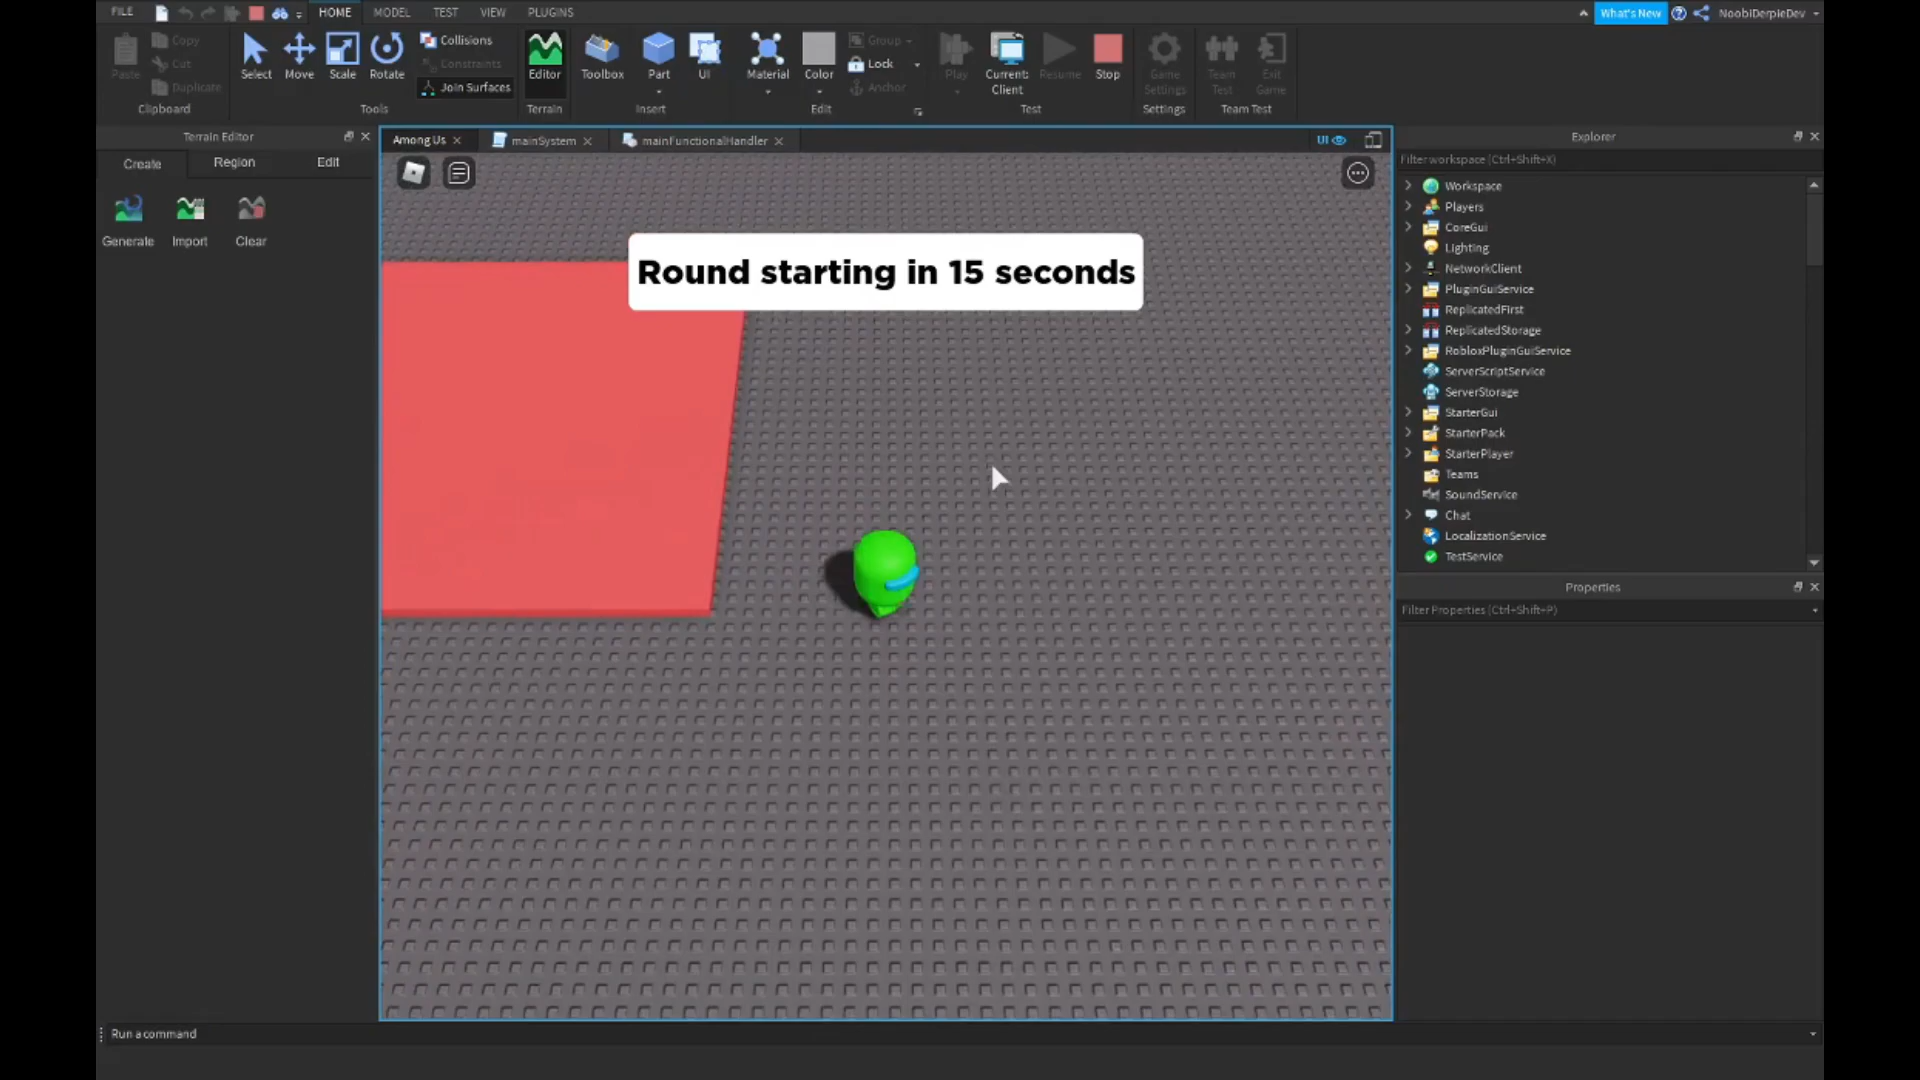 FILE
HOME
MODEL
TEST
VIEW
PLUGINS
What's New
NoobiDerpieDev
Paste
Copy
Cut
Duplicate
Clipboard
Select
Move
Scale
Rotate
Collisions
Constraints
Join Surfaces
Tools
Editor
Terrain
Toolbox
Part
UI
Insert
Material
Color
Group
Lock
Anchor
Edit
Play
Current:
Client
Resume
Stop
Test
Game
Settings
Settings
Team
Test
Exit
Game
Team Test
Terrain Editor
Create
Region
Edit
Generate
Import
Clear
Among Us
mainSystem
mainFunctionalHandler
UI
Round starting in 15 seconds
Explorer
Filter workspace (Ctrl+Shift+X)
Workspace
Players
CoreGui
Lighting
NetworkClient
PluginGuiService
ReplicatedFirst
ReplicatedStorage
RobloxPluginGuiService
ServerScriptService
ServerStorage
StarterGui
StarterPack
StarterPlayer
Teams
SoundService
Chat
LocalizationService
TestService
Properties
Filter Properties (Ctrl+Shift+P)
Run a command